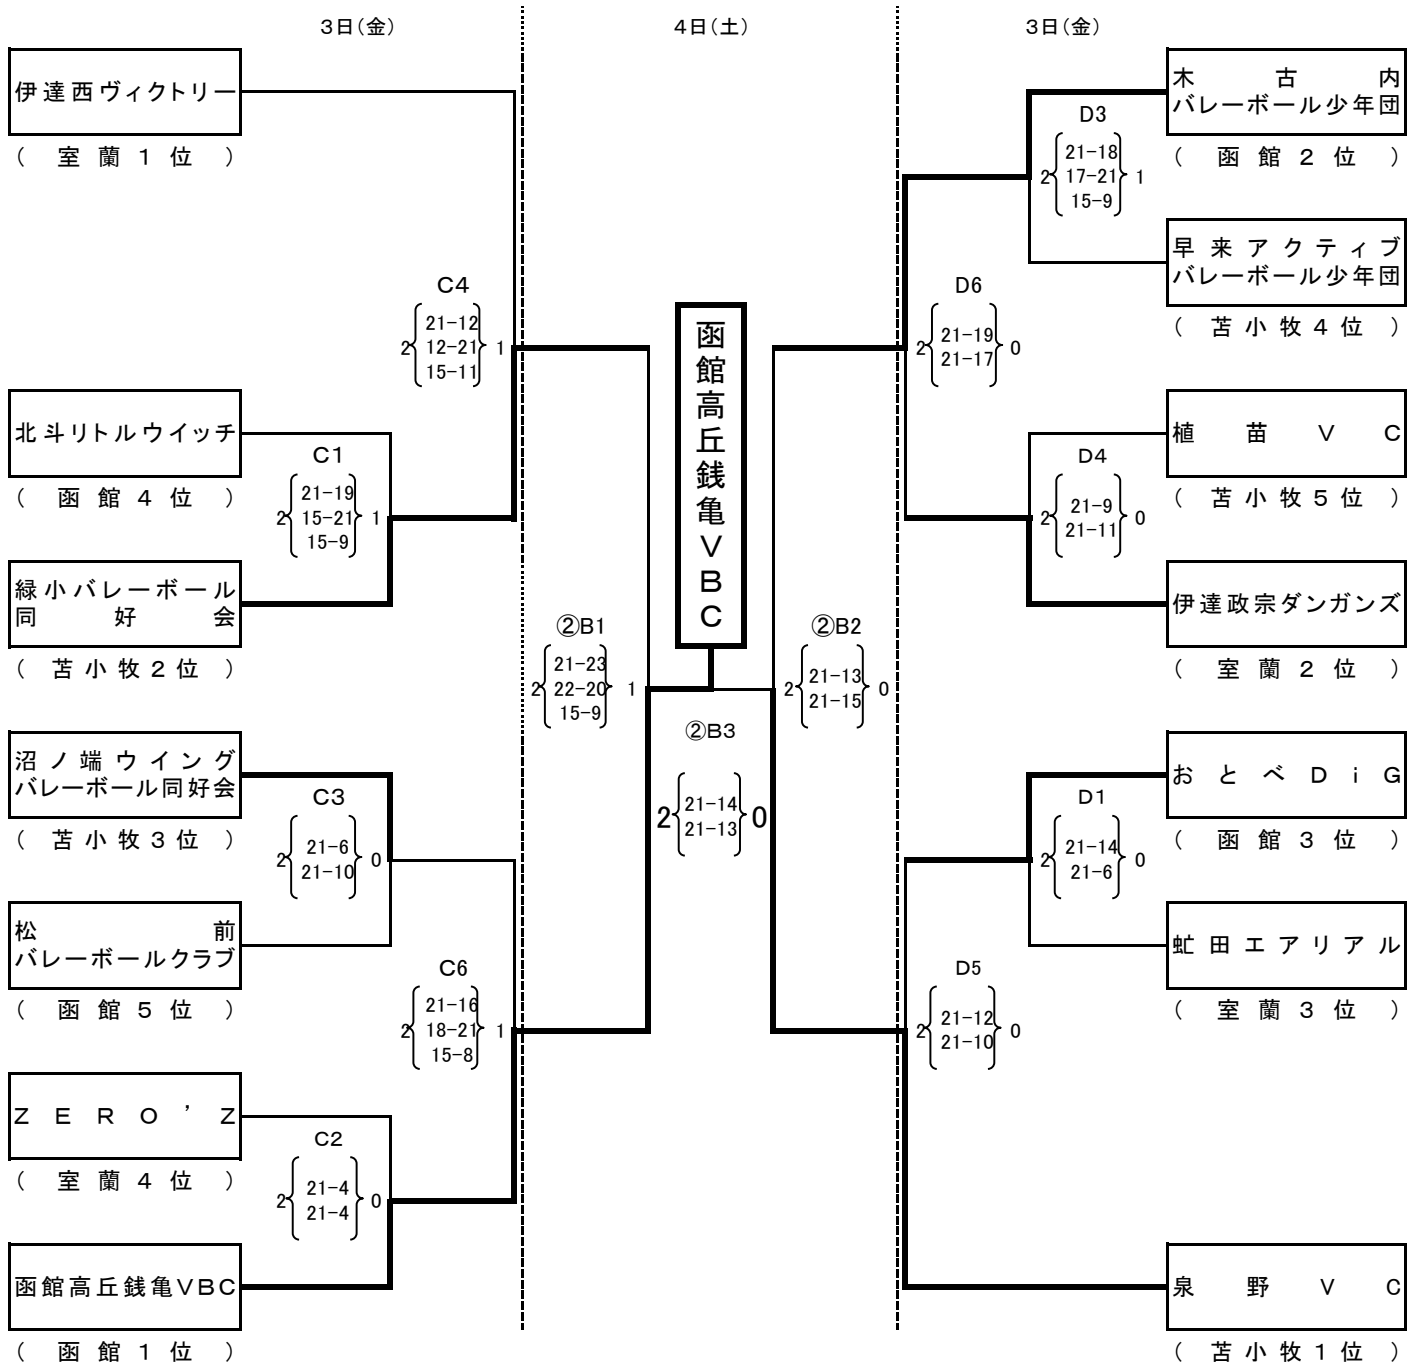 3日(金)
4日(土)
3日(金)
伊達西ヴィクトリー
(室蘭1位)
C4
2 21-12 1
12-21
15-11
北斗リトルウイッチ
(函館4位)
C1
2 21-19 1
15-21
15-9
緑小バレーボール
同好会
(苫小牧2位)
沼ノ端ウイング
バレーボール同好会
(苫小牧3位)
C3
2 21-6 0
21-10
松前
バレーボールクラブ
(函館5位)
C6
2 21-16 1
18-21
15-8
ZERO’Z
(室蘭4位)
C2
2 21-4 0
21-4
函館高丘銭亀VBC
(函館1位)
函館高丘銭亀VBC
②B1
2 21-23 1
22-20
15-9
②B2
2 21-13 0
21-15
②B3
2 21-14 0
21-13
木古内
バレーボール少年団
(函館2位)
D3
2 21-18 1
17-21
15-9
早来アクティブ
バレーボール少年団
(苫小牧4位)
D6
2 21-19 0
21-17
植苗VC
(苫小牧5位)
D4
2 21-9 0
21-11
伊達政宗ダンガンズ
(室蘭2位)
おとべDiG
(函館3位)
D1
2 21-14 0
21-6
虻田エアリアル
(室蘭3位)
D5
2 21-12 0
21-10
泉野VC
(苫小牧1位)